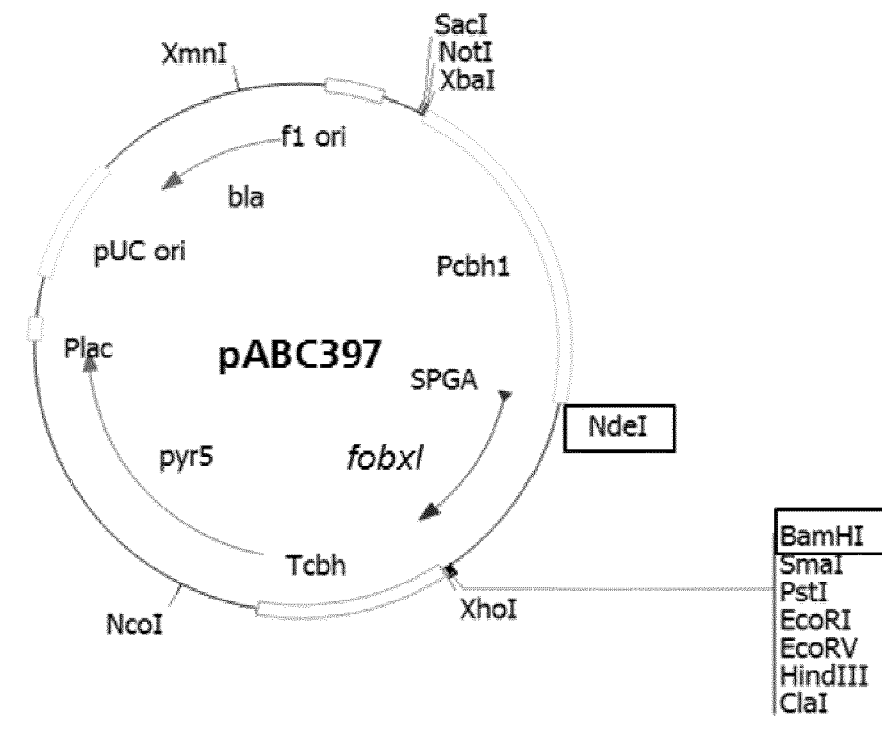 SacI
NotI
XbaI
XmnI
f1 ori
bla
pUC ori
Pcbh1
Plac
pABC397
SPGA
NdeI
fobxl
pyr5
Tcbh
XhoI
NcoI
BamHI
SmaI
PstI
EcoRI
EcoRV
HindIII
ClaI